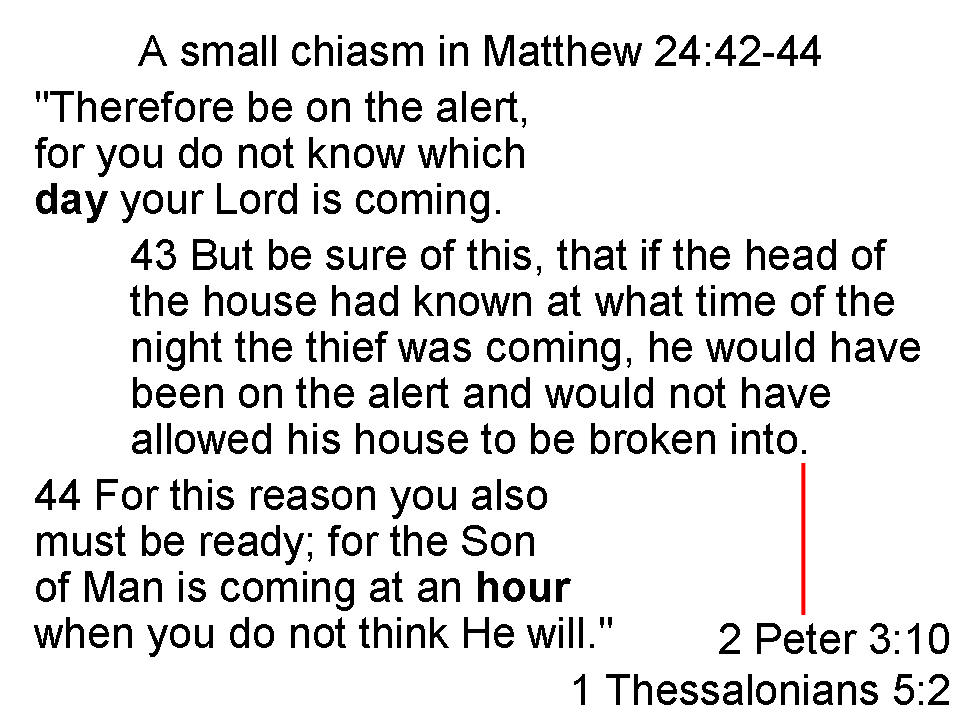 A small chiasm in Matthew 24:42-44
"Therefore be on the alert,
for you do not know which
day your Lord is coming.
43 But be sure of this, that if the head of
the house had known at what time of the
night the thief was coming, he would have
been on the alert and would not have
allowed his house to be broken into.
44 For this reason you also
must be ready; for the Son
of Man is coming at an hour
when you do not think He will."
2 Peter 3:10
1 Thessalonians 5:2